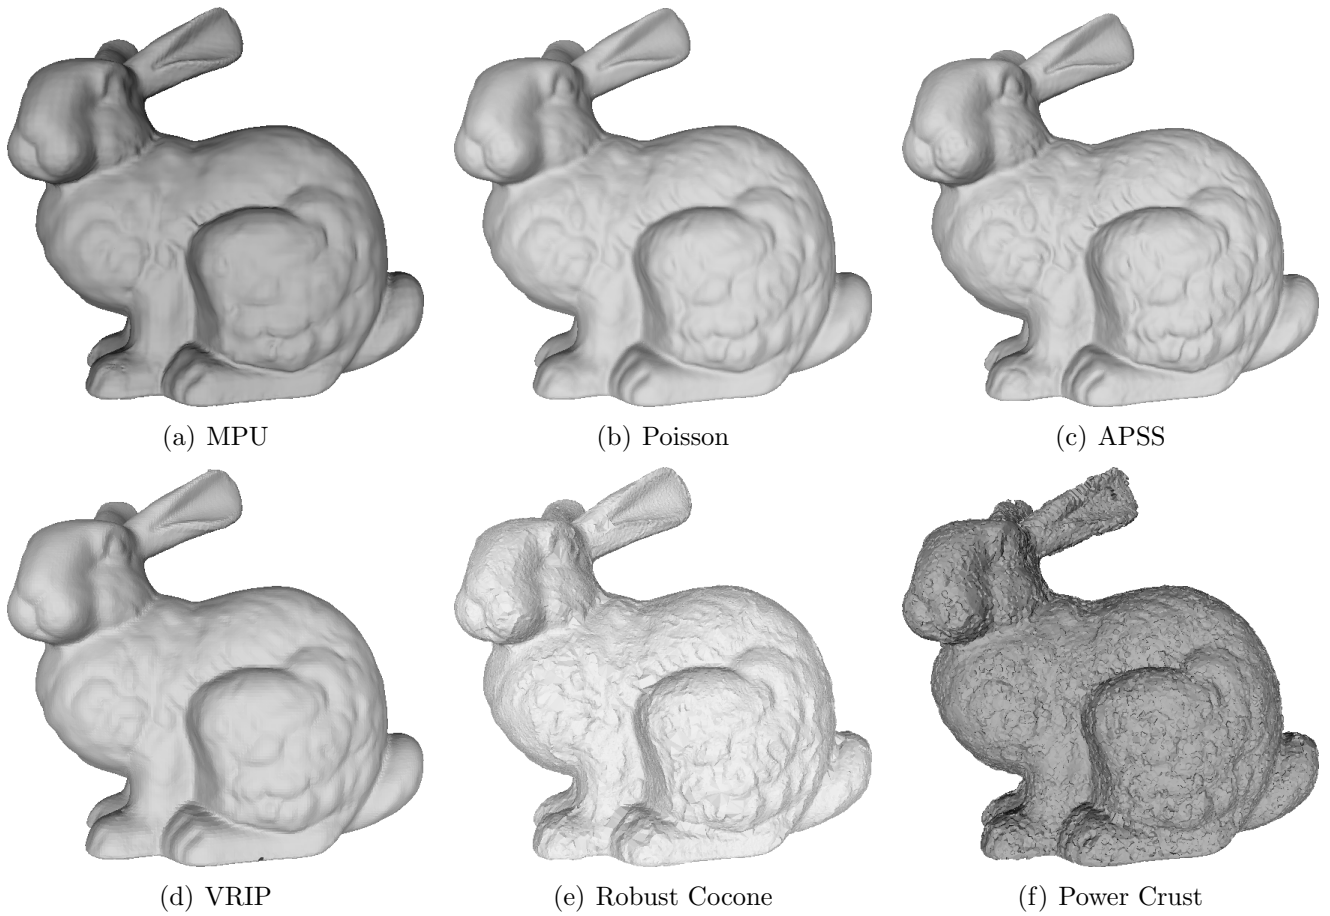 (a) MPU
(b) Poisson
(c) APSS
(d) VRIP
(e) Robust Cocone
(f) Power Crust